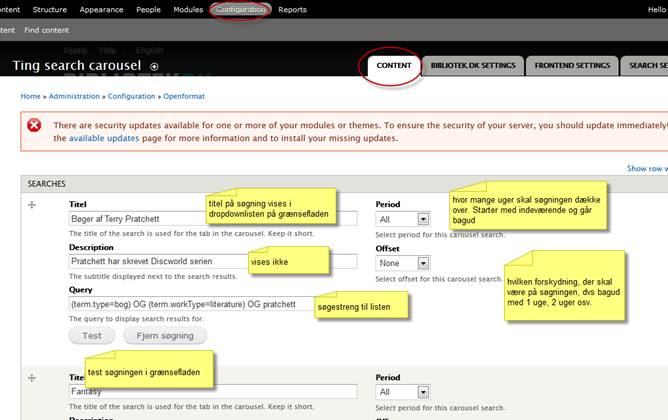 ontent Structure Appearance People Modules Configuration Reports Hello
ntent Find content
Hjælp Help English
Ting search carousel
CONTENT BIBLIOTEK.DK SETTINGS FRONTEND SETTINGS SEARCH SE
Home » Administration » Configuration » Openformat
There are security updates available for one or more of your modules or themes. To ensure the security of your server, you should update immediately!
the available updates page for more information and to install your missing updates.
Show row w
SEARCHES
Titel
Bøger af Terry Pratchett
The title of the search is used for the tab in the carousel. Keep it short.
titel på søgning vises i
dropdownlisten på grænsefladen
Period
All
Select period for this carousel search.
hvor mange uger skal søgningen dække
over. Starter med indeværende og går
bagud
Description
Pratchett har skrevet Discworld serien
The subtitle displayed next to the search results.
vises ikke
Offset
None
Select offset for this carousel search.
hvilken forskydning, der skal
være på søgningen, dvs bagud
med 1 uge, 2 uger osv.
Query
(term.type=bog) OG (term.workType=literature) OG pratchett
The query to display search results for.
søgestreng til listen
Test Fjern søgning
test søgningen i grænsefladen
Fantasy
The title of the search is used for the tab in the carousel. Keep it short.
Period
All
Select period for this carousel search.